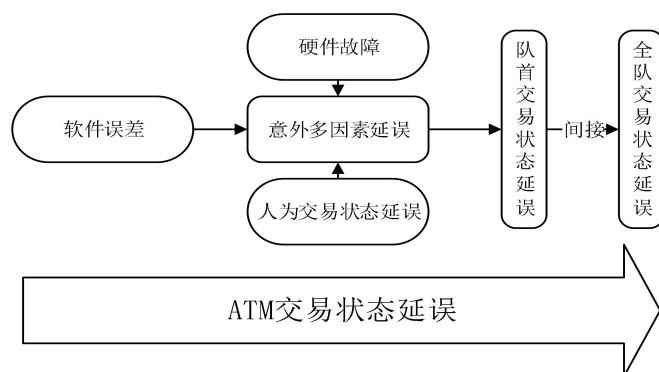 硬件故障
软件误差
意外多因素延误
人为交易状态延误
队首交易状态延误
间接
全队交易状态延误
ATM交易状态延误